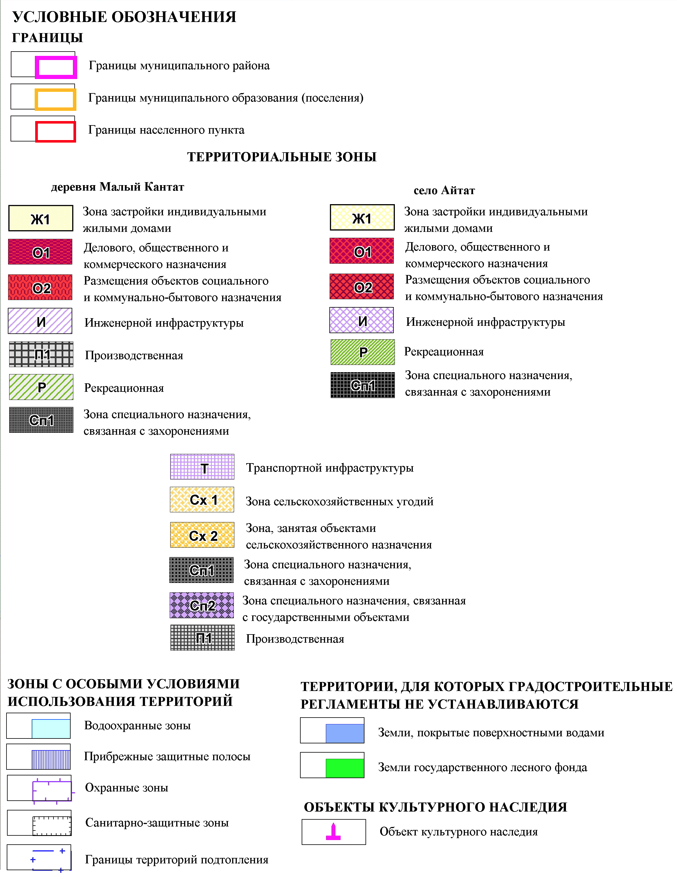 УСЛОВНЫЕ ОБОЗНАЧЕНИЯ
ГРАНИЦЫ
Границы муниципального района
Границы муниципального образования (поселения)
Границы населенного пункта
ТЕРРИТОРИАЛЬНЫЕ ЗОНЫ
деревня Малый Кантат
Ж1
Зона застройки индивидуальными
жилыми домами
О1
Делового, общественного и
коммерческого назначения
О2
Размещения объектов социального
и коммунально-бытового назначения
И
Инженерной инфраструктуры
П1
Производственная
Р
Рекреационная
Сп1
Зона специального назначения,
связанная с захоронениями
село Айтат
Ж1
Зона застройки индивидуальными
жилыми домами
О1
Делового, общественного и
коммерческого назначения
О2
Размещения объектов социального
и коммунально-бытового назначения
И
Инженерной инфраструктуры
Р
Рекреационная
Сп1
Зона специального назначения,
связанная с захоронениями
Т
Транспортной инфраструктуры
Сх 1
Зона сельскохозяйственных угодий
Сх 2
Зона, занятая объектами
сельскохозяйственного назначения
Сп1
Зона специального назначения,
связанная с захоронениями
Сп2
Зона специального назначения, связанная
с государственными объектами
П1
Производственная
ЗОНЫ С ОСОБЫМИ УСЛОВИЯМИ
ИСПОЛЬЗОВАНИЯ ТЕРРИТОРИЙ
Водоохранные зоны
Прибрежные защитные полосы
Охранные зоны
Санитарно-защитные зоны
Границы территорий подтопления
ТЕРРИТОРИИ, ДЛЯ КОТОРЫХ ГРАДОСТРОИТЕЛЬНЫЕ
РЕГЛАМЕНТЫ НЕ УСТАНАВЛИВАЮТСЯ
Земли, покрытые поверхностными водами
Земли государственного лесного фонда
ОБЪЕКТЫ КУЛЬТУРНОГО НАСЛЕДИЯ
Объект культурного наследия